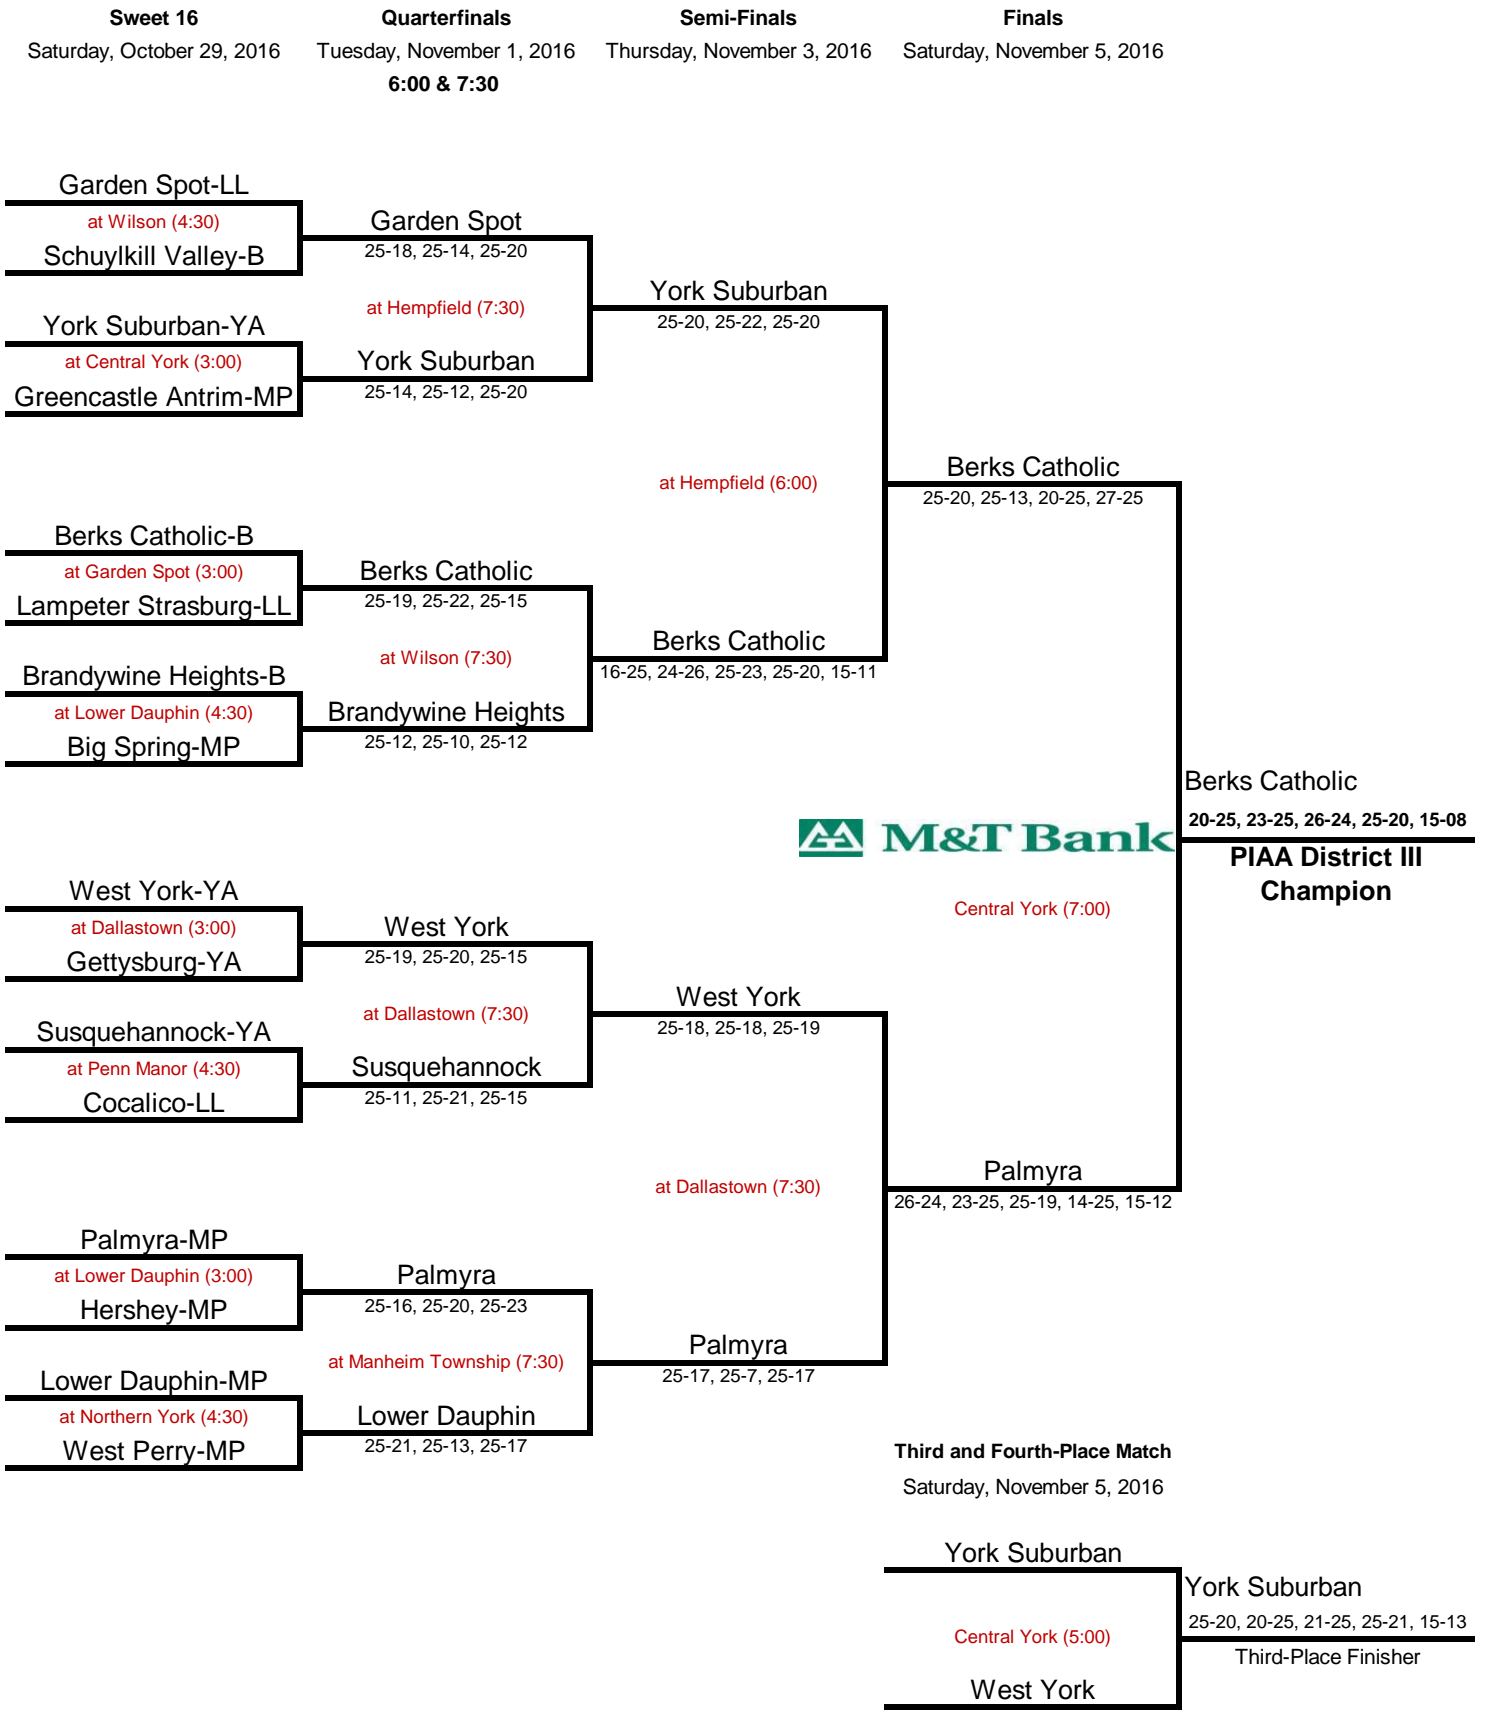 Sweet 16
Quarterfinals
Semi-Finals
Finals
Saturday, October 29, 2016
Tuesday, November 1, 2016
Thursday, November 3, 2016
Saturday, November 5, 2016
6:00 & 7:30
Garden Spot-LL
at Wilson (4:30)
Schuylkill Valley-B
Garden Spot
25-18, 25-14, 25-20
at Hempfield (7:30)
York Suburban-YA
at Central York (3:00)
Greencastle Antrim-MP
York Suburban
25-14, 25-12, 25-20
York Suburban
25-20, 25-22, 25-20
at Hempfield (6:00)
Berks Catholic
25-20, 25-13, 20-25, 27-25
Berks Catholic-B
at Garden Spot (3:00)
Lampeter Strasburg-LL
Berks Catholic
25-19, 25-22, 25-15
at Wilson (7:30)
Berks Catholic
16-25, 24-26, 25-23, 25-20, 15-11
Brandywine Heights-B
at Lower Dauphin (4:30)
Big Spring-MP
Brandywine Heights
25-12, 25-10, 25-12
Berks Catholic
20-25, 23-25, 26-24, 25-20, 15-08
PIAA District III
Champion
M&T Bank
Central York (7:00)
West York-YA
at Dallastown (3:00)
Gettysburg-YA
West York
25-19, 25-20, 25-15
at Dallastown (7:30)
West York
25-18, 25-18, 25-19
Susquehannock-YA
at Penn Manor (4:30)
Cocalico-LL
Susquehannock
25-11, 25-21, 25-15
at Dallastown (7:30)
Palmyra
26-24, 23-25, 25-19, 14-25, 15-12
Palmyra-MP
at Lower Dauphin (3:00)
Hershey-MP
Palmyra
25-16, 25-20, 25-23
at Manheim Township (7:30)
Palmyra
25-17, 25-7, 25-17
Lower Dauphin-MP
at Northern York (4:30)
West Perry-MP
Lower Dauphin
25-21, 25-13, 25-17
Third and Fourth-Place Match
Saturday, November 5, 2016
York Suburban
Central York (5:00)
West York
York Suburban
25-20, 20-25, 21-25, 25-21, 15-13
Third-Place Finisher